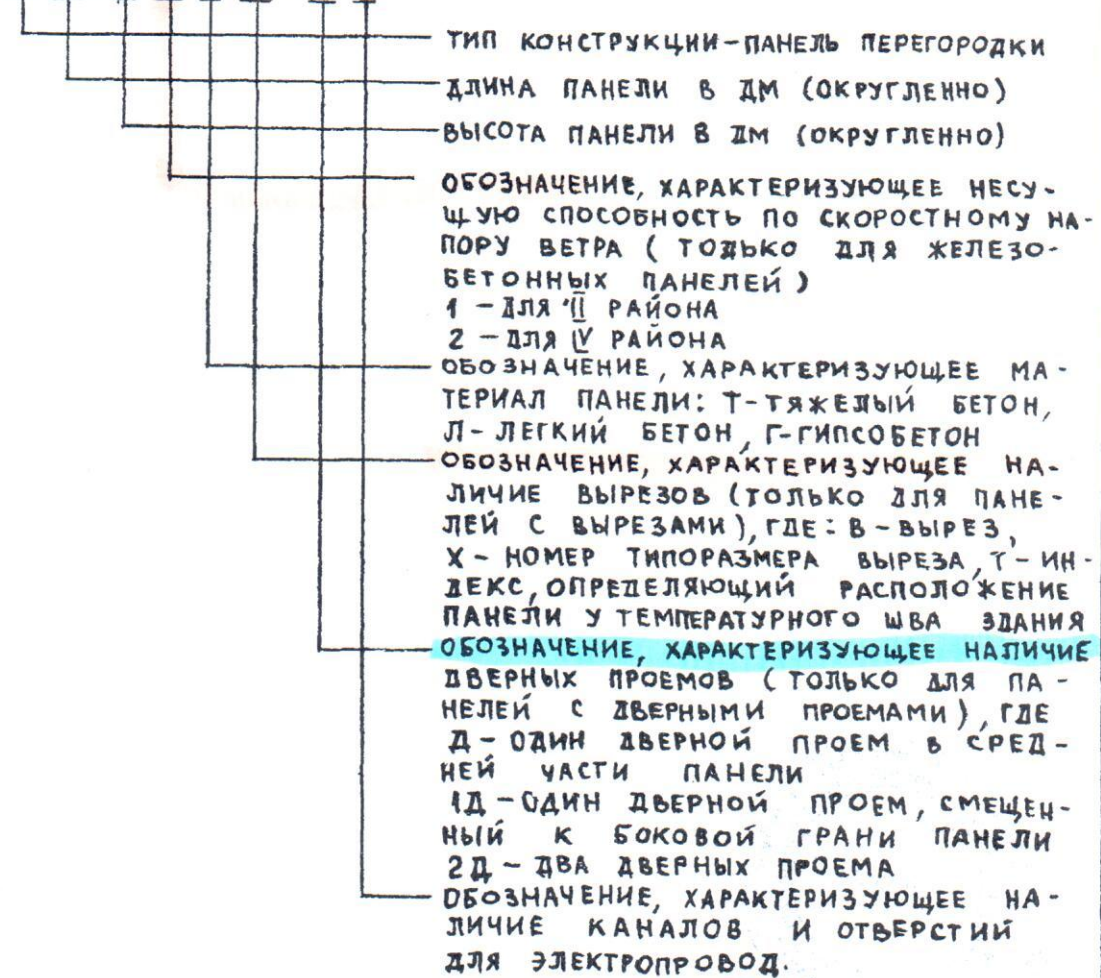 ТИП КОНСТРУКЦИИ-ПАНЕЛЬ ПЕРЕГОРОДКИ
ДЛИНА ПАНЕЛИ В ДМ (ОКРУГЛЕННО)
ВЫСОТА ПАНЕЛИ В ДМ (ОКРУГЛЕННО)
ОБОЗНАЧЕНИЕ, ХАРАКТЕРИЗУЮЩЕЕ НЕСУ-
ЩУЮ СПОСОБНОСТЬ ПО СКОРОСТНОМУ НА-
ПОРУ ВЕТРА ( ТОЛЬКО ДЛЯ ЖЕЛЕЗО-
БЕТОННЫХ ПАНЕЛЕЙ )
1 - ДЛЯ II РАЙОНА
2 - ДЛЯ IV РАЙОНА
ОБОЗНАЧЕНИЕ, ХАРАКТЕРИЗУЮЩЕЕ МА-
ТЕРИАЛ ПАНЕЛИ: Т-ТЯЖЕЛЫЙ БЕТОН,
Л-ЛЕГКИЙ БЕТОН, Г-ГИПСОБЕТОН
ОБОЗНАЧЕНИЕ, ХАРАКТЕРИЗУЮЩЕЕ НА-
ЛИЧИЕ ВЫРЕЗОВ (ТОЛЬКО ДЛЯ ПАНЕ-
ЛЕЙ С ВЫРЕЗАМИ), ГДЕ: В-ВЫРЕЗ,
Х- НОМЕР ТИПОРАЗМЕРА ВЫРЕЗА, Т-ИН-
ДЕКС, ОПРЕДЕЛЯЮЩИЙ РАСПОЛОЖЕНИЕ
ПАНЕЛИ У ТЕМПЕРАТУРНОГО ШВА ЗДАНИЯ
ОБОЗНАЧЕНИЕ, ХАРАКТЕРИЗУЮЩЕЕ НАЛИЧИЕ
ДВЕРНЫХ ПРОЕМОВ (ТОЛЬКО ДЛЯ ПА-
НЕЛЕЙ С ДВЕРНЫМИ ПРОЕМАМИ), ГДЕ
Д-ОДИН ДВЕРНОЙ ПРОЕМ В СРЕД-
НЕЙ ЧАСТИ ПАНЕЛИ
1Д-ОДИН ДВЕРНОЙ ПРОЕМ, СМЕЩЕН-
НЫЙ К БОКОВОЙ ГРАНИ ПАНЕЛИ
2Д-ДВА ДВЕРНЫХ ПРОЕМА
ОБОЗНАЧЕНИЕ, ХАРАКТЕРИЗУЮЩЕЕ НА-
ЛИЧИЕ КАНАЛОВ И ОТВЕРСТИЙ
ДЛЯ ЭЛЕКТРОПРОВОД.